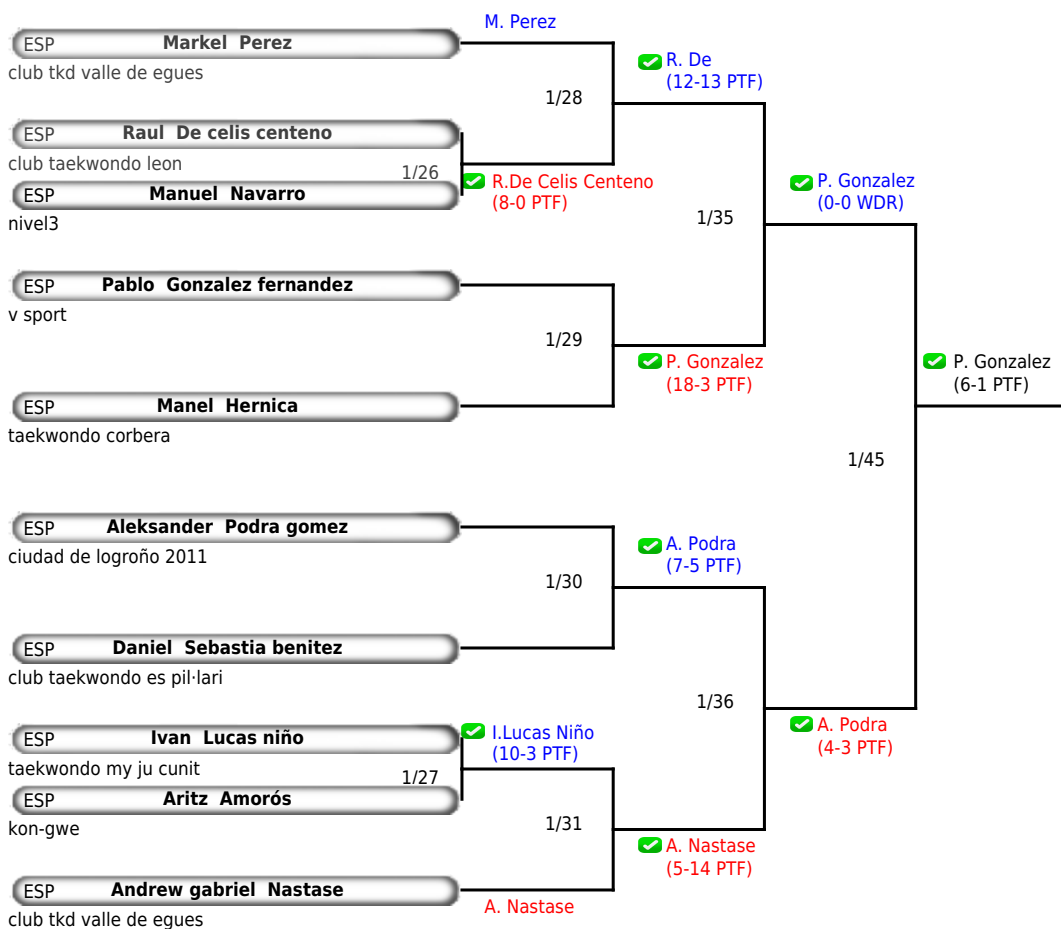 M. Perez
ESP Markel Perez
club tkd valle de egues
R. De
(12-13 PTF)
1/28
ESP Raul De celis centeno
club taekwondo leon
1/26
R.De Celis Centeno
(8-0 PTF)
ESP Manuel Navarro
nivel3
P. Gonzalez
(0-0 WDR)
1/35
ESP Pablo Gonzalez fernandez
v sport
1/29
P. Gonzalez
(18-3 PTF)
P. Gonzalez
(6-1 PTF)
ESP Manel Hernica
taekwondo corbera
1/45
ESP Aleksander Podra gomez
ciudad de logroño 2011
A. Podra
(7-5 PTF)
1/30
ESP Daniel Sebastia benitez
club taekwondo es pil·lari
1/36
ESP Ivan Lucas niño
I.Lucas Niño
(10-3 PTF)
A. Podra
(4-3 PTF)
taekwondo my ju cunit
1/27
ESP Aritz Amorós
kon-gwe
1/31
A. Nastase
(5-14 PTF)
ESP Andrew gabriel Nastase
A. Nastase
club tkd valle de egues